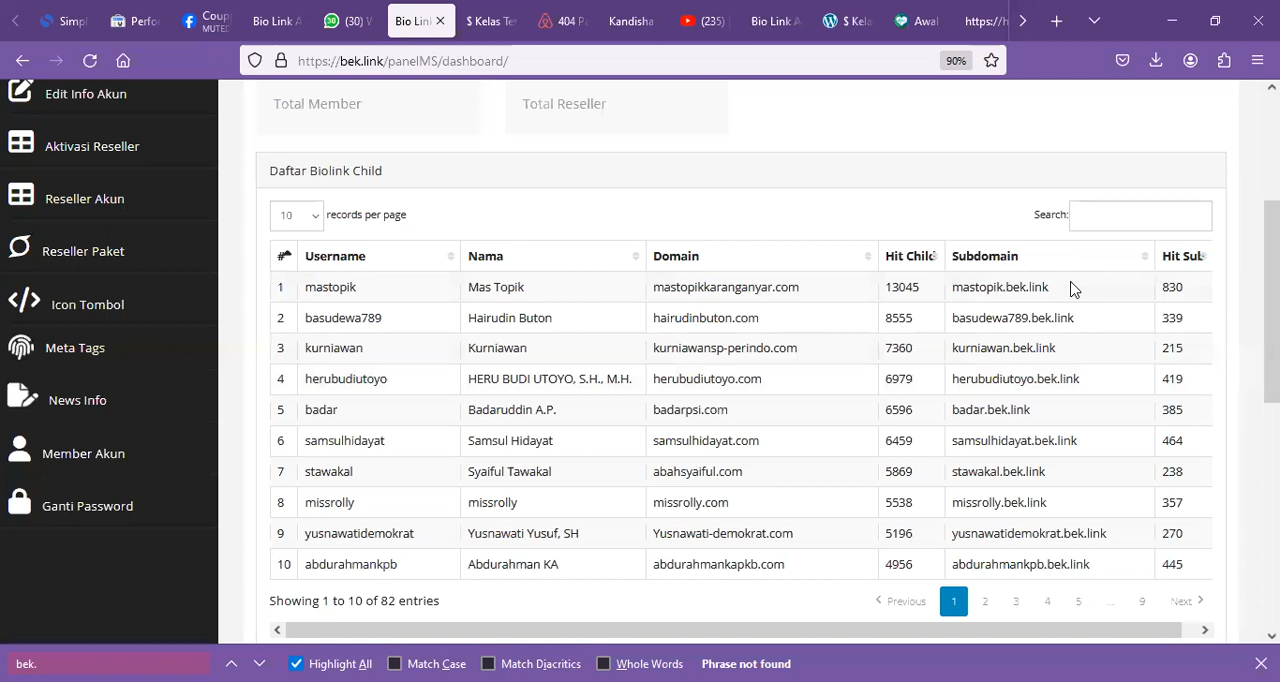 Simpl
Perfo
Coup
MUTED
Bio Link A
(30) V
Bio Link
$ Kelas Te
404 P
Kandisha
(235)
Bio Link A
$ Kela
Awal
https://h
https://bek.link/panelMS/dashboard/
90%
Edit Info Akun
Aktivasi Reseller
Reseller Akun
Reseller Paket
Icon Tombol
Meta Tags
News Info
Member Akun
Ganti Password
Total Member
Total Reseller
Daftar Biolink Child
10 records per page
Search:
# Username Nama Domain Hit Child Subdomain Hit Sub
1 mastopik Mas Topik mastopikkaranganyar.com 13045 mastopik.bek.link 830
2 basudewa789 Hairudin Buton hairudinbuton.com 8555 basudewa789.bek.link 339
3 kurniawan Kurniawan kurniawansp-perindo.com 7360 kurniawan.bek.link 215
4 herubudiutoyo HERU BUDI UTOYO, S.H., M.H. herubudiutoyo.com 6979 herubudiutoyo.bek.link 419
5 badar Badaruddin A.P. badarpsi.com 6596 badar.bek.link 385
6 samsulhidayat Samsul Hidayat samsulhidayat.com 6459 samsulhidayat.bek.link 464
7 stawakal Syaiful Tawakal abahsyaiful.com 5869 stawakal.bek.link 238
8 missrolly missrolly missrolly.com 5538 missrolly.bek.link 357
9 yusnawatidemokrat Yusnawati Yusuf, SH Yusnawati-demokrat.com 5196 yusnawatidemokrat.bek.link 270
10 abdurahmankpb Abdurahman KA abdurahmankapkb.com 4956 abdurahmankpb.bek.link 445
Showing 1 to 10 of 82 entries
Previous 1 2 3 4 5 ... 9 Next
bek. Highlight All Match Case Match Diacritics Whole Words Phrase not found